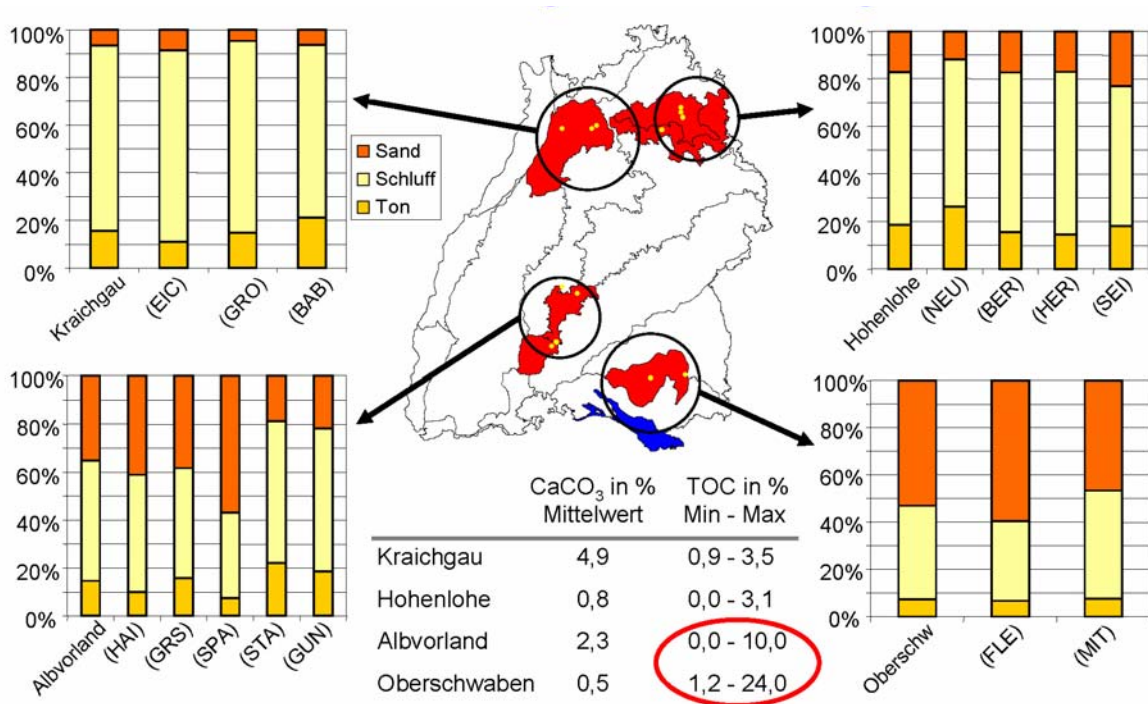 100%
80%
60%
40%
20%
0%
Kraichgau
(EIC)
(GRO)
(BAB)
Sand
Schluff
Ton
100%
80%
60%
40%
20%
0%
Hohenlohe
(NEU)
(BER)
(HER)
(SEI)
100%
80%
60%
40%
20%
0%
Albvorland
(HAI)
(GRS)
(SPA)
(STA)
(GUN)
CaCO₃ in % TOC in %
Mittelwert Min - Max
Kraichgau 4,9 0,9 - 3,5
Hohenlohe 0,8 0,0 - 3,1
Albvorland 2,3 0,0 - 10,0
Oberschwaben 0,5 1,2 - 24,0
100%
80%
60%
40%
20%
0%
Oberschw
(FLE)
(MIT)